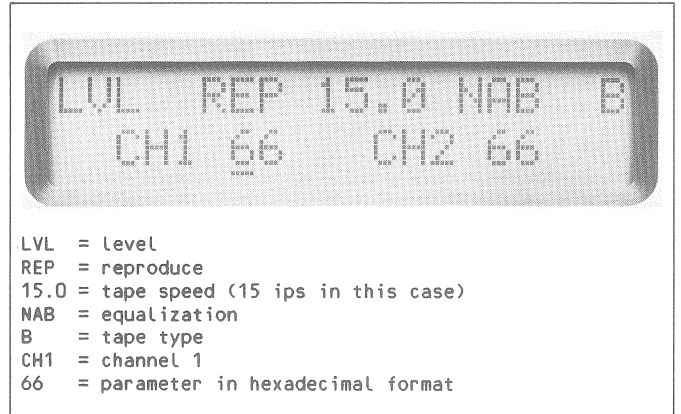 LVL REP 15.0 NAB B
CH1 66 CH2 66
LVL = level
REP = reproduce
15.0 = tape speed (15 ips in this case)
NAB = equalization
B = tape type
CH1 = channel 1
66 = parameter in hexadecimal format